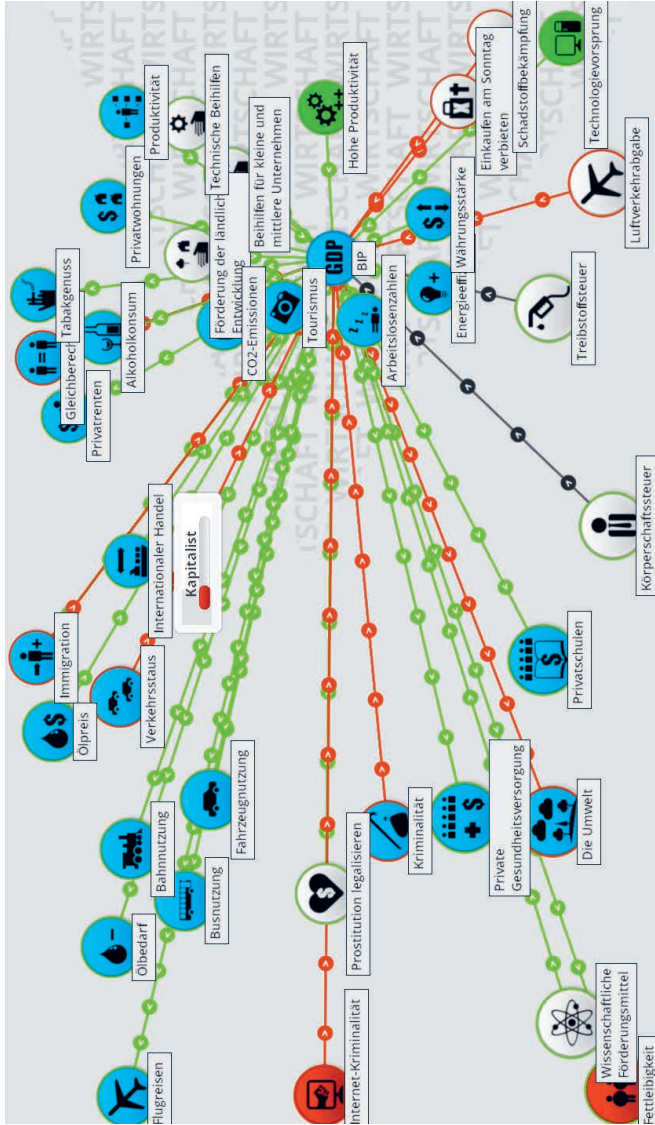 Flugreisen
Ölbedarf
Bahnnutzung
Ölpreis
Immigration
Verkehrsstaus
Privatrenten
Gleichberech
Tabakgenuss
Alkoholkonsum
Privatwohnungen
Produktivität
Internationaler Handel
Kapitalist
Busnutzung
Fahrzeugnutzung
Förderung der ländlich
Entwicklung
Technische Beihilfen
CO2-Emissionen
Beihilfen für kleine und
mittlere Unternehmen
Tourismus
Internet-Kriminalität
Prostitution legalisieren
GDP
BIP
Hohe Produktivität
Kriminalität
Arbeitslosenzahlen
Private
Gesundheitsversorgung
Energieeffi
Währungsstärke
Einkaufen am Sonntag
verbieten
Schadstoffbekämpfung
Die Umwelt
Privatschulen
Wissenschaftliche
Förderungsmittel
Fettleibigkeit
Körperschaftssteuer
Treibstoffsteuer
Luftverkehrabgabe
Technologievorsprung